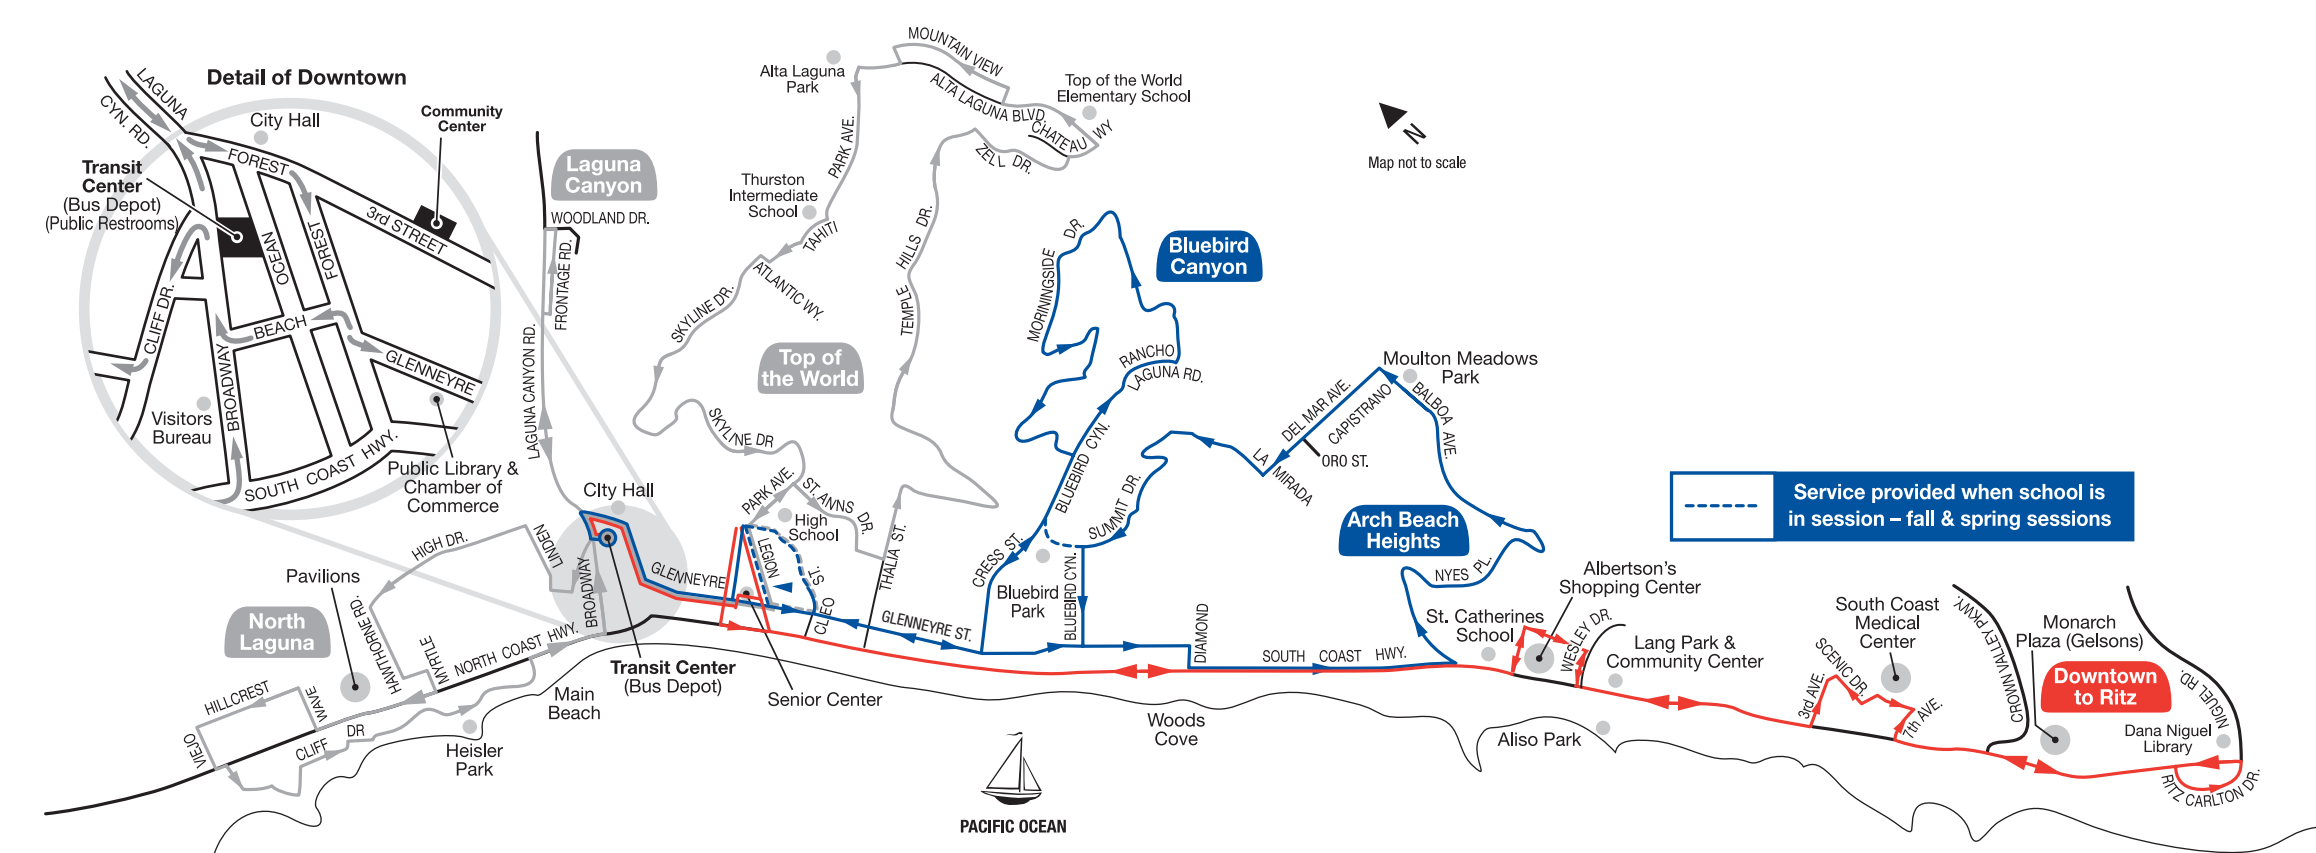 Detail of Downtown
LAGUNA
CYN. RD.
City Hall
Community
Center
FOREST
Transit
Center
(Bus Depot)
(Public Restrooms)
3rd STREET
OCEAN
FOREST
CLIFF DR.
BEACH
GLENNEYRE
BROADWAY
Visitors
Bureau
SOUTH COAST HWY.
Public Library &
Chamber of
Commerce
Laguna
Canyon
WOODLAND DR.
FRONTAGE RD.
LAGUNA CANYON RD.
Alta Laguna
Park
MOUNTAIN VIEW
ALTA LAGUNA BLVD.
Top of the World
Elementary School
CHATEAU
WY
ZELL DR.
PARK AVE.
Thurston
Intermediate
School
TAHITI
ATLANTIC WY.
SKYLINE DR.
TEMPLE HILLS DR.
Top of
the World
SKYLINE DR
PARK AVE.
ST. ANNS DR.
High
School
THALIA ST.
LEGION
ST.
CLEO
N
Map not to scale
Bluebird
Canyon
MORININGSIDE DR.
RANCHO
LAGUNA RD.
BLUEBIRD CYN.
SUMMIT DR.
CRESS ST.
Bluebird
Park
BLUEBIRD CYN.
DIAMOND
Moulton Meadows
Park
DEL MAR AVE.
CAPISTRANO
BALBOA AVE.
ORO ST.
LA MIRADA
Arch Beach
Heights
NYES PL.
Service provided when school is
in session – fall & spring sessions
CIty Hall
HIGH DR.
LINDEN
BROADWAY
GLENNEYRE
GLENNEYRE ST.
Pavilions
North
Laguna
HAWTHORNE RD.
MYRTLE
NORTH COAST HWY.
HILLCREST
WAVE
VIEJO
CLIFF DR
Heisler
Park
Main
Beach
Transit Center
(Bus Depot)
Senior Center
SOUTH COAST HWY.
Woods
Cove
St. Catherines
School
Albertson's
Shopping Center
WESLEY DR.
Lang Park &
Community Center
Aliso Park
South Coast
Medical
Center
3rd AVE.
SCENIC DR.
7th AVE.
CROWN VALLEY PKWY.
Monarch
Plaza (Gelsons)
Downtown
to Ritz
NIGUEL RD.
Dana Niguel
Library
RITZ CARLTON DR.
PACIFIC OCEAN